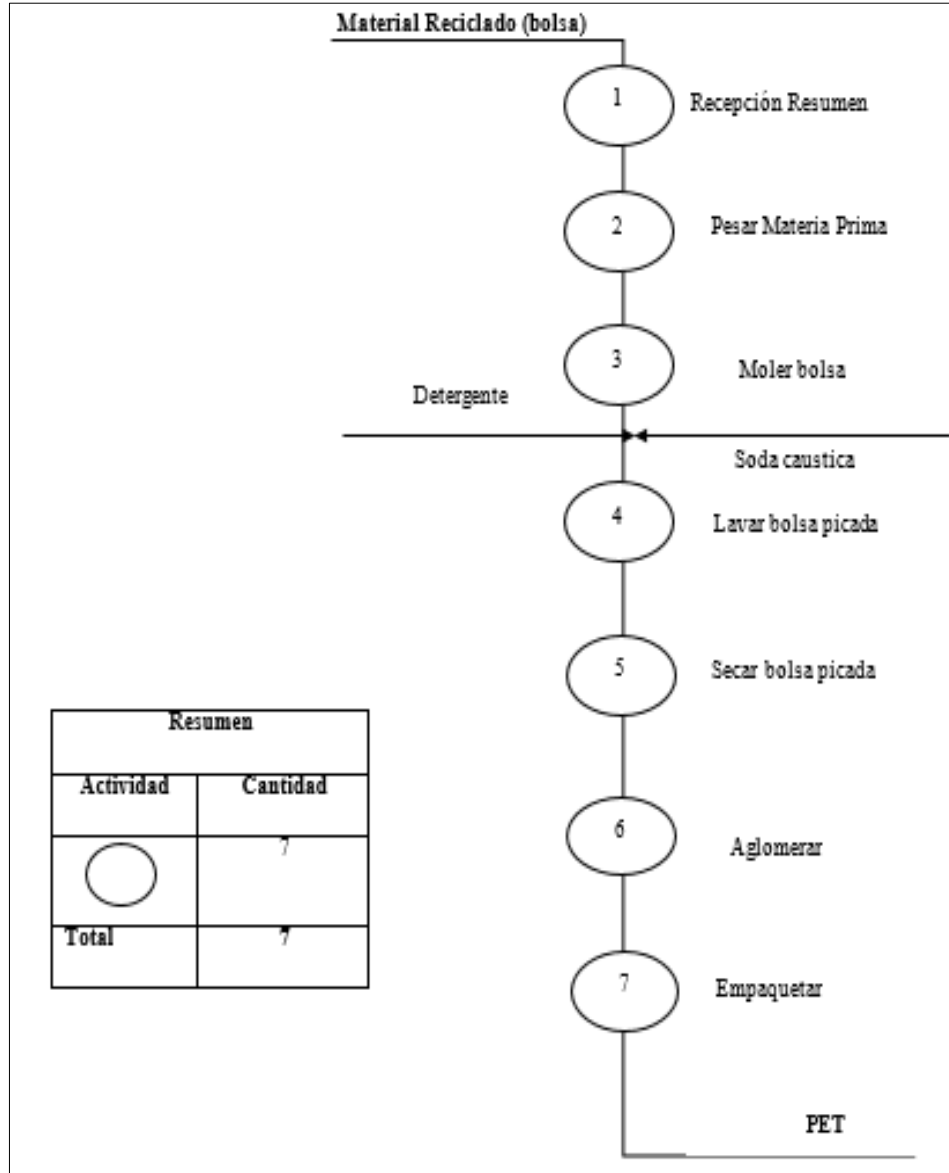 Material Reciclado (bolsa)
1
Recepción Resumen
2
Pesar Materia Prima
3
Moler bolsa
Detergente
Soda caustica
4
Lavar bolsa picada
5
Secar bolsa picada
Resumen
Actividad Cantidad
7
Total 7
6
Aglomerar
7
Empaquetar
PET